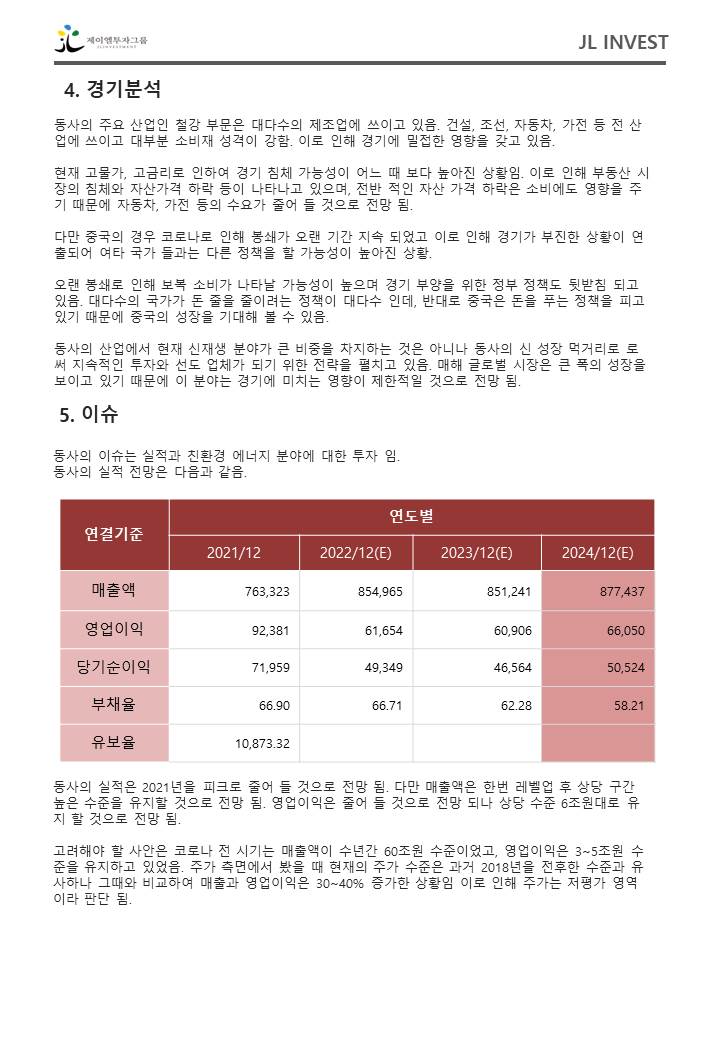 제이엘투자그룹
JLINVESTMENT
JL INVEST
4. 경기분석
동사의 주요 산업인 철강 부문은 대다수의 제조업에 쓰이고 있음. 건설, 조선, 자동차, 가전 등 전 산
업에 쓰이고 대부분 소비재 성격이 강함. 이로 인해 경기에 밀접한 영향을 갖고 있음.
현재 고물가, 고금리로 인하여 경기 침체 가능성이 어느 때 보다 높아진 상황임. 이로 인해 부동산 시
장의 침체와 자산가격 하락 등이 나타나고 있으며, 전반 적인 자산 가격 하락은 소비에도 영향을 주
기 때문에 자동차, 가전 등의 수요가 줄어 들 것으로 전망 됨.
다만 중국의 경우 코로나로 인해 봉쇄가 오랜 기간 지속 되었고 이로 인해 경기가 부진한 상황이 연
출되어 여타 국가 들과는 다른 정책을 할 가능성이 높아진 상황.
오랜 봉쇄로 인해 보복 소비가 나타날 가능성이 높으며 경기 부양을 위한 정부 정책도 뒷받침 되고
있음. 대다수의 국가가 돈 줄을 줄이려는 정책이 대다수 인데, 반대로 중국은 돈을 푸는 정책을 피고
있기 때문에 중국의 성장을 기대해 볼 수 있음.
동사의 산업에서 현재 신재생 분야가 큰 비중을 차지하는 것은 아니나 동사의 신 성장 먹거리로 로
써 지속적인 투자와 선도 업체가 되기 위한 전략을 펼치고 있음. 매해 글로벌 시장은 큰 폭의 성장을
보이고 있기 때문에 이 분야는 경기에 미치는 영향이 제한적일 것으로 전망 됨.
5. 이슈
동사의 이슈는 실적과 친환경 에너지 분야에 대한 투자 임.
동사의 실적 전망은 다음과 같음.
연결기준 연도별
2021/12 2022/12(E) 2023/12(E) 2024/12(E)
매출액 763,323 854,965 851,241 877,437
영업이익 92,381 61,654 60,906 66,050
당기순이익 71,959 49,349 46,564 50,524
부채율 66.90 66.71 62.28 58.21
유보율 10,873.32
동사의 실적은 2021년을 피크로 줄어 들 것으로 전망 됨. 다만 매출액은 한번 레벨업 후 상당 구간
높은 수준을 유지할 것으로 전망 됨. 영업이익은 줄어 들 것으로 전망 되나 상당 수준 6조원대로 유
지 할 것으로 전망 됨.
고려해야 할 사안은 코로나 전 시기는 매출액이 수년간 60조원 수준이었고, 영업이익은 3~5조원 수
준을 유지하고 있었음. 주가 측면에서 봤을 때 현재의 주가 수준은 과거 2018년을 전후한 수준과 유
사하나 그때와 비교하여 매출과 영업이익은 30~40% 증가한 상황임 이로 인해 주가는 저평가 영역
이라 판단 됨.